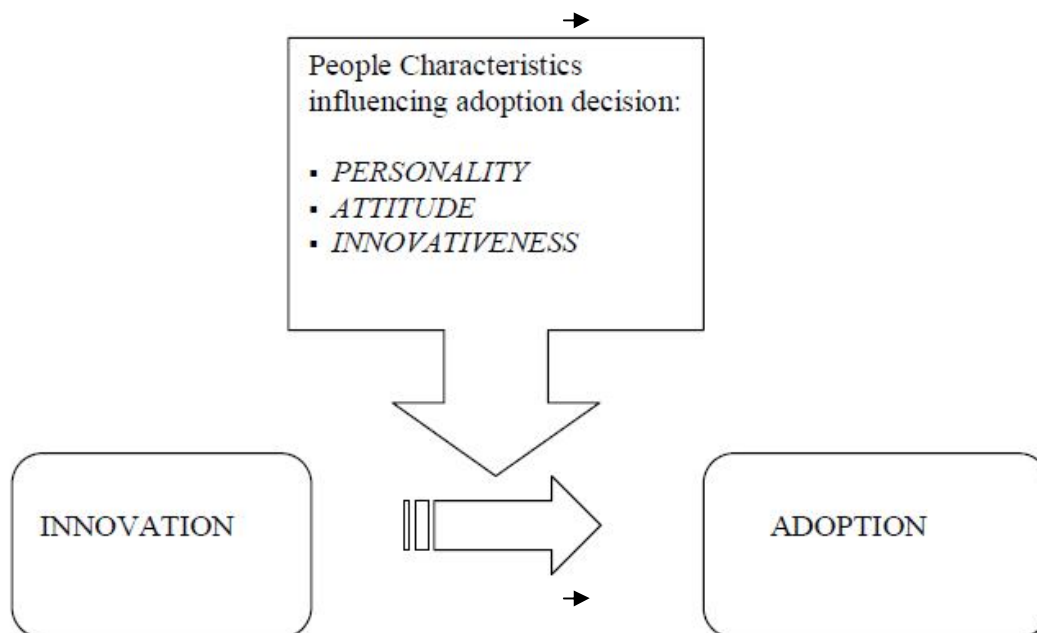 People Characteristics
influencing adoption decision:
▪ PERSONALITY
▪ ATTITUDE
▪ INNOVATIVENESS
INNOVATION
ADOPTION